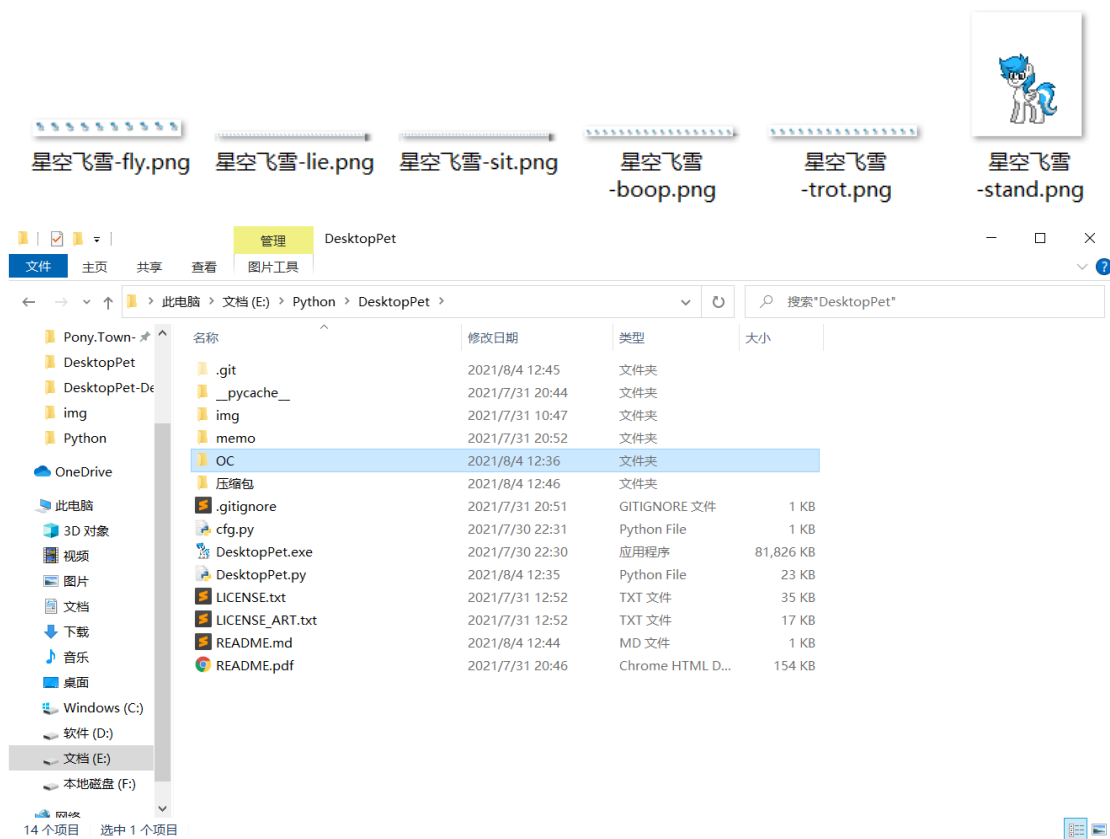 星空飞雪-fly.png
星空飞雪-lie.png
星空飞雪-sit.png
星空飞雪
-boop.png
星空飞雪
-trot.png
星空飞雪
-stand.png
管理
DesktopPet
文件
主页
共享
查看
图片工具
此电脑 > 文档 (E:) > Python > DesktopPet >
搜索"DesktopPet"
Pony.Town-
DesktopPet
DesktopPet-De
img
Python
OneDrive
此电脑
3D 对象
视频
图片
文档
下载
音乐
桌面
Windows (C:)
软件 (D:)
文档 (E:)
本地磁盘 (F:)
网络
名称 修改日期 类型 大小
.git 2021/8/4 12:45 文件夹
__pycache__ 2021/7/31 20:44 文件夹
img 2021/7/31 10:47 文件夹
memo 2021/7/31 20:52 文件夹
OC 2021/8/4 12:36 文件夹
压缩包 2021/8/4 12:46 文件夹
.gitignore 2021/7/31 20:51 GITIGNORE 文件 1 KB
cfg.py 2021/7/30 22:31 Python File 1 KB
DesktopPet.exe 2021/7/30 22:30 应用程序 81,826 KB
DesktopPet.py 2021/8/4 12:35 Python File 23 KB
LICENSE.txt 2021/7/31 12:52 TXT 文件 35 KB
LICENSE_ART.txt 2021/7/31 12:52 TXT 文件 17 KB
README.md 2021/8/4 12:44 MD 文件 1 KB
README.pdf 2021/7/31 20:46 Chrome HTML D... 154 KB
14 个项目 选中 1 个项目